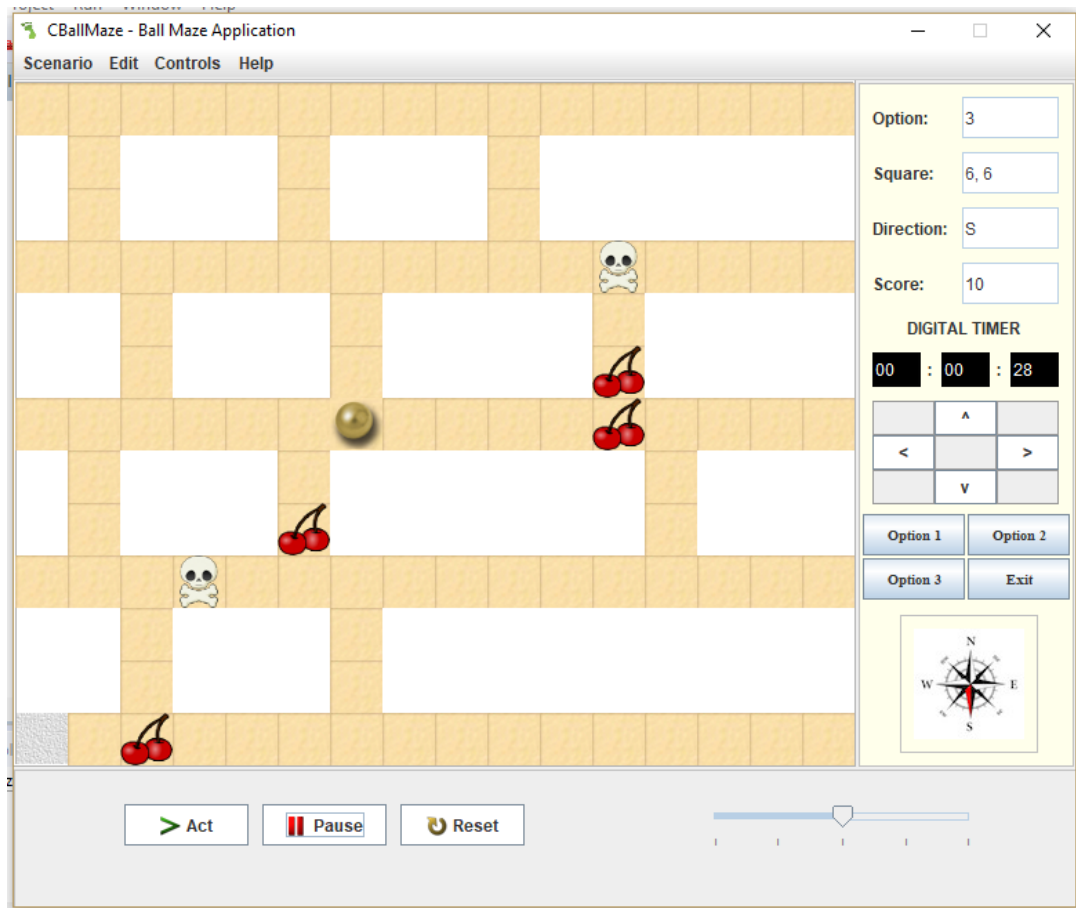 CBallMaze - Ball Maze Application
Scenario Edit Controls Help
Option: 3
Square: 6, 6
Direction: S
Score: 10
DIGITAL TIMER
00 : 00 : 28
^
< >
v
Option 1 Option 2
Option 3 Exit
N
W E
S
Act Pause Reset